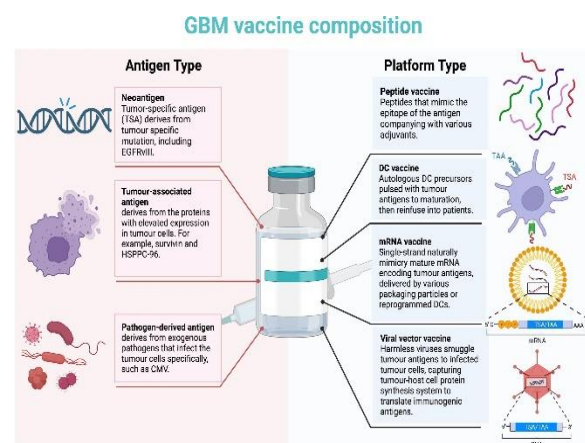 GBM vaccine composition
Antigen Type
Neoantigen
Tumor-specific antigen
(TSA) derives from
tumour specific
mutation, including
EGFRvIII.
Tumour-associated
antigen
derives from the proteins
with elevated expression
in tumour cells. For
example, survivin and
HSPPC-96.
Pathogen-derived antigen
derives from exogenous
pathogens that infect the
tumour cells specifically,
such as CMV.
Platform Type
Peptide vaccine
Peptides that mimic the
epitope of the antigen
companying with various
adjuvants.
DC vaccine
Autologous DC precursors
pulsed with tumour
antigens to maturation,
then reinfuse into patients.
TAA
TSA
mRNA vaccine
Single-strand naturally
mimicry mature mRNA
encoding tumour antigens,
delivered by various
packaging particles or
reprogrammed DCs.
TSA/TAA
AAA
mRNA
Viral vector vaccine
Harmless viruses smuggle
tumour antigens to infected
tumour cells, capturing
tumour-host cell protein
synthesis system to
translate immunogenic
antigens.
TSA/TAA